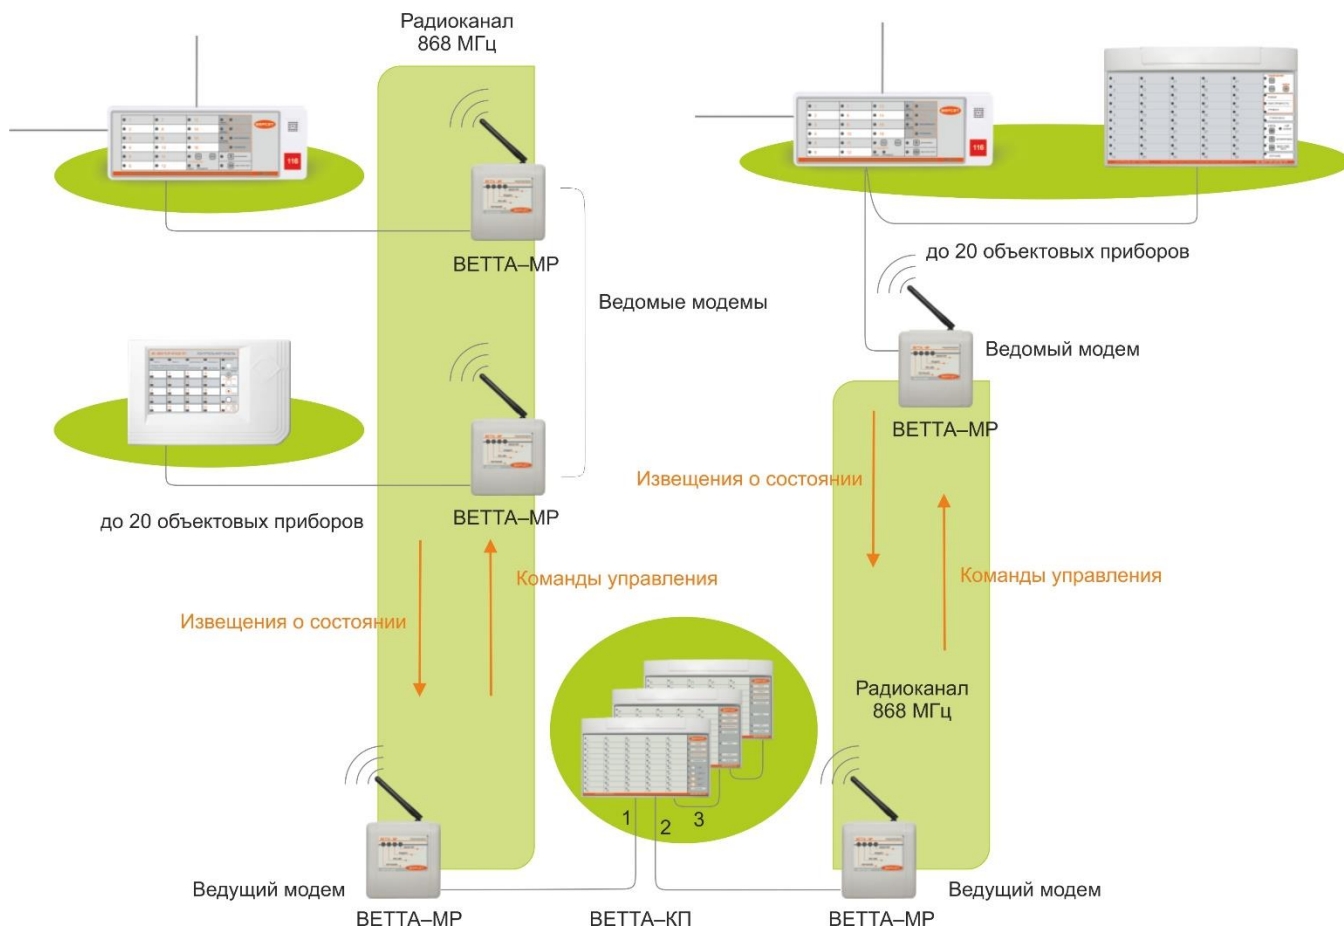 Радиоканал
868 МГц
ВЕТТА–МР
Ведомые модемы
до 20 объектовых приборов
ВЕТТА–МР
Извещения о состоянии
Команды управления
Ведущий модем
ВЕТТА–МР
1
2
3
ВЕТТА–КП
до 20 объектовых приборов
Ведомый модем
ВЕТТА–МР
Извещения о состоянии
Команды управления
Радиоканал
868 МГц
Ведущий модем
ВЕТТА–МР